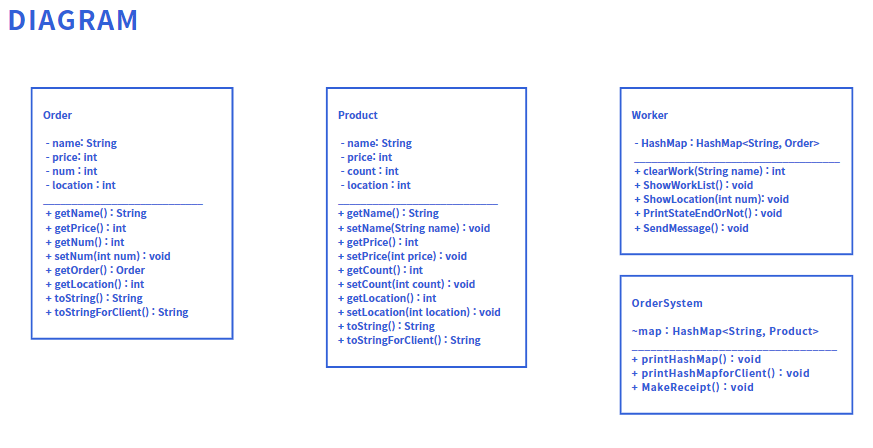 DIAGRAM
Order
- name: String
- price: int
- num : int
- location : int
+ getName() : String
+ getPrice() : int
+ getNum() : int
+ setNum(int num) : void
+ getOrder() : Order
+ getLocation() : int
+ toString() : String
+ toStringForClient() : String
Product
- name: String
- price: int
- count : int
- location : int
+ getName() : String
+ setName(String name) : void
+ getPrice() : int
+ setPrice(int price) : void
+ getCount() : int
+ setCount(int count) : void
+ getLocation() : int
+ setLocation(int location) : void
+ toString() : String
+ toStringForClient() : String
Worker
- HashMap : HashMap<String, Order>
+ clearWork(String name) : int
+ ShowWorkList() : void
+ ShowLocation(int num): void
+ PrintStateEndOrNot() : void
+ SendMessage() : void
OrderSystem
~map : HashMap<String, Product>
+ printHashMap() : void
+ printHashMapforClient() : void
+ MakeReceipt() : void